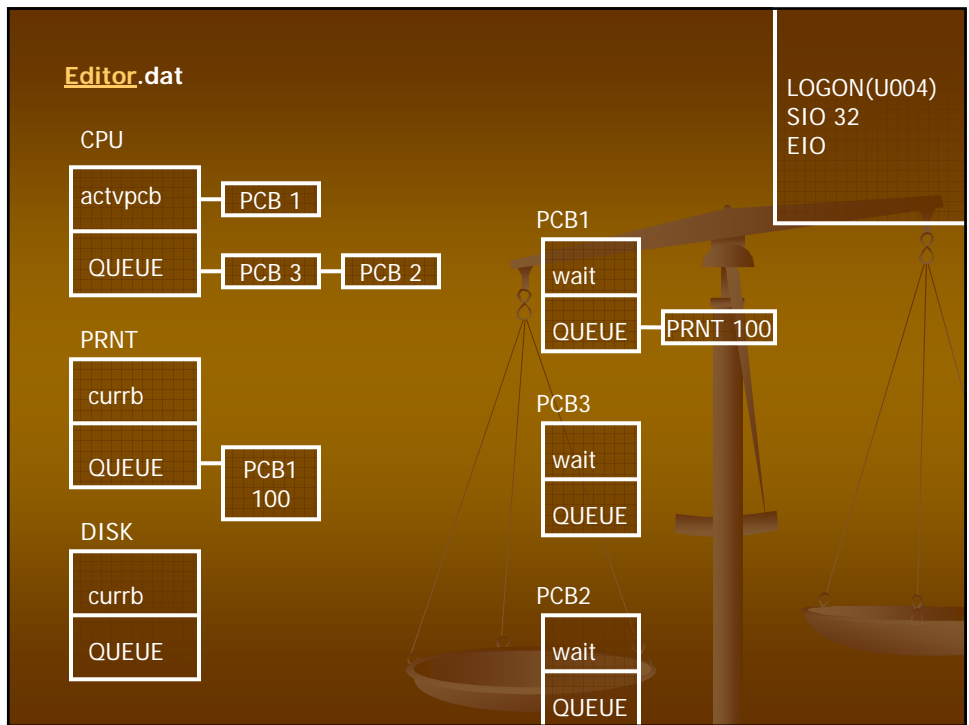 Editor.dat
LOGON(U004)
SIO 32
EIO
CPU
actvpcb
PCB 1
QUEUE
PCB 3
PCB 2
PRNT
currb
QUEUE
PCB1
100
DISK
currb
QUEUE
PCB1
wait
QUEUE
PRNT 100
PCB3
wait
QUEUE
PCB2
wait
QUEUE